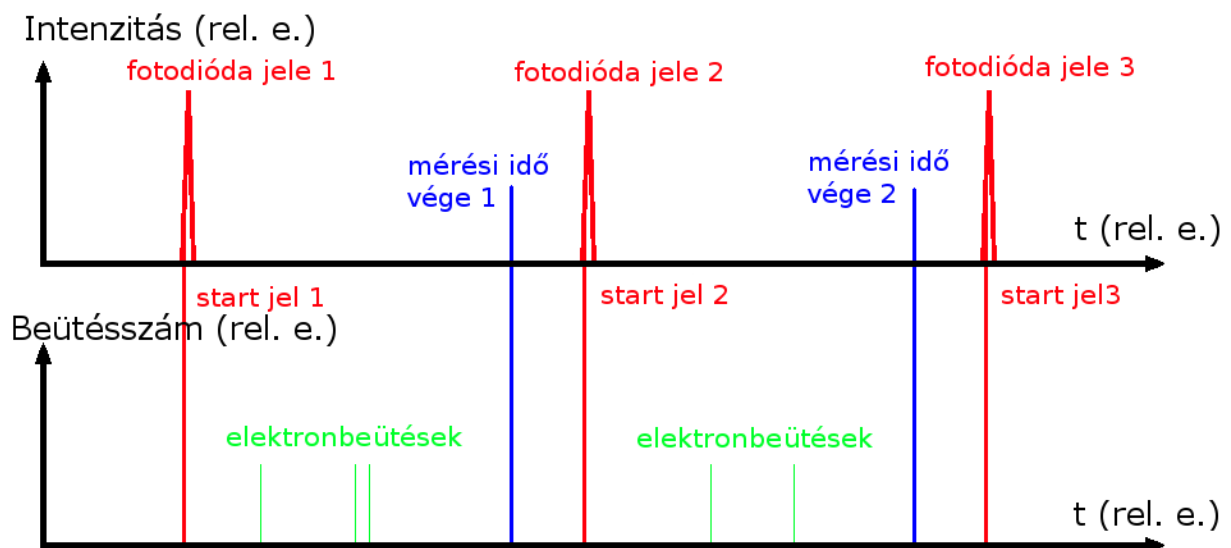 Intenzitás (rel. e.)
fotodióda jele 1
fotodióda jele 2
fotodióda jele 3
mérési idő
vége 1
mérési idő
vége 2
t (rel. e.)
start jel 1
start jel 2
start jel3
Beütésszám (rel. e.)
elektronbeütések
elektronbeütések
t (rel. e.)